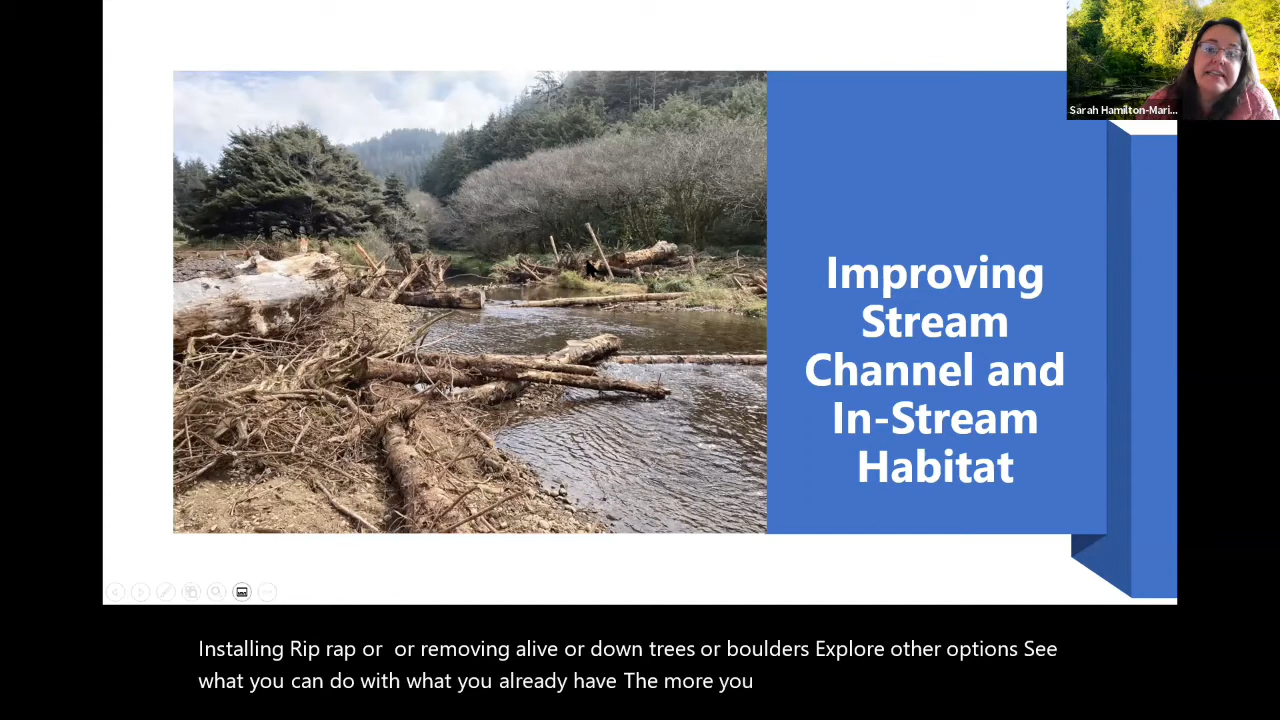 Sarah Hamilton-Mari...
Improving
Stream
Channel and
In-Stream
Habitat
Installing Rip rap or or removing alive or down trees or boulders Explore other options See
what you can do with what you already have The more you